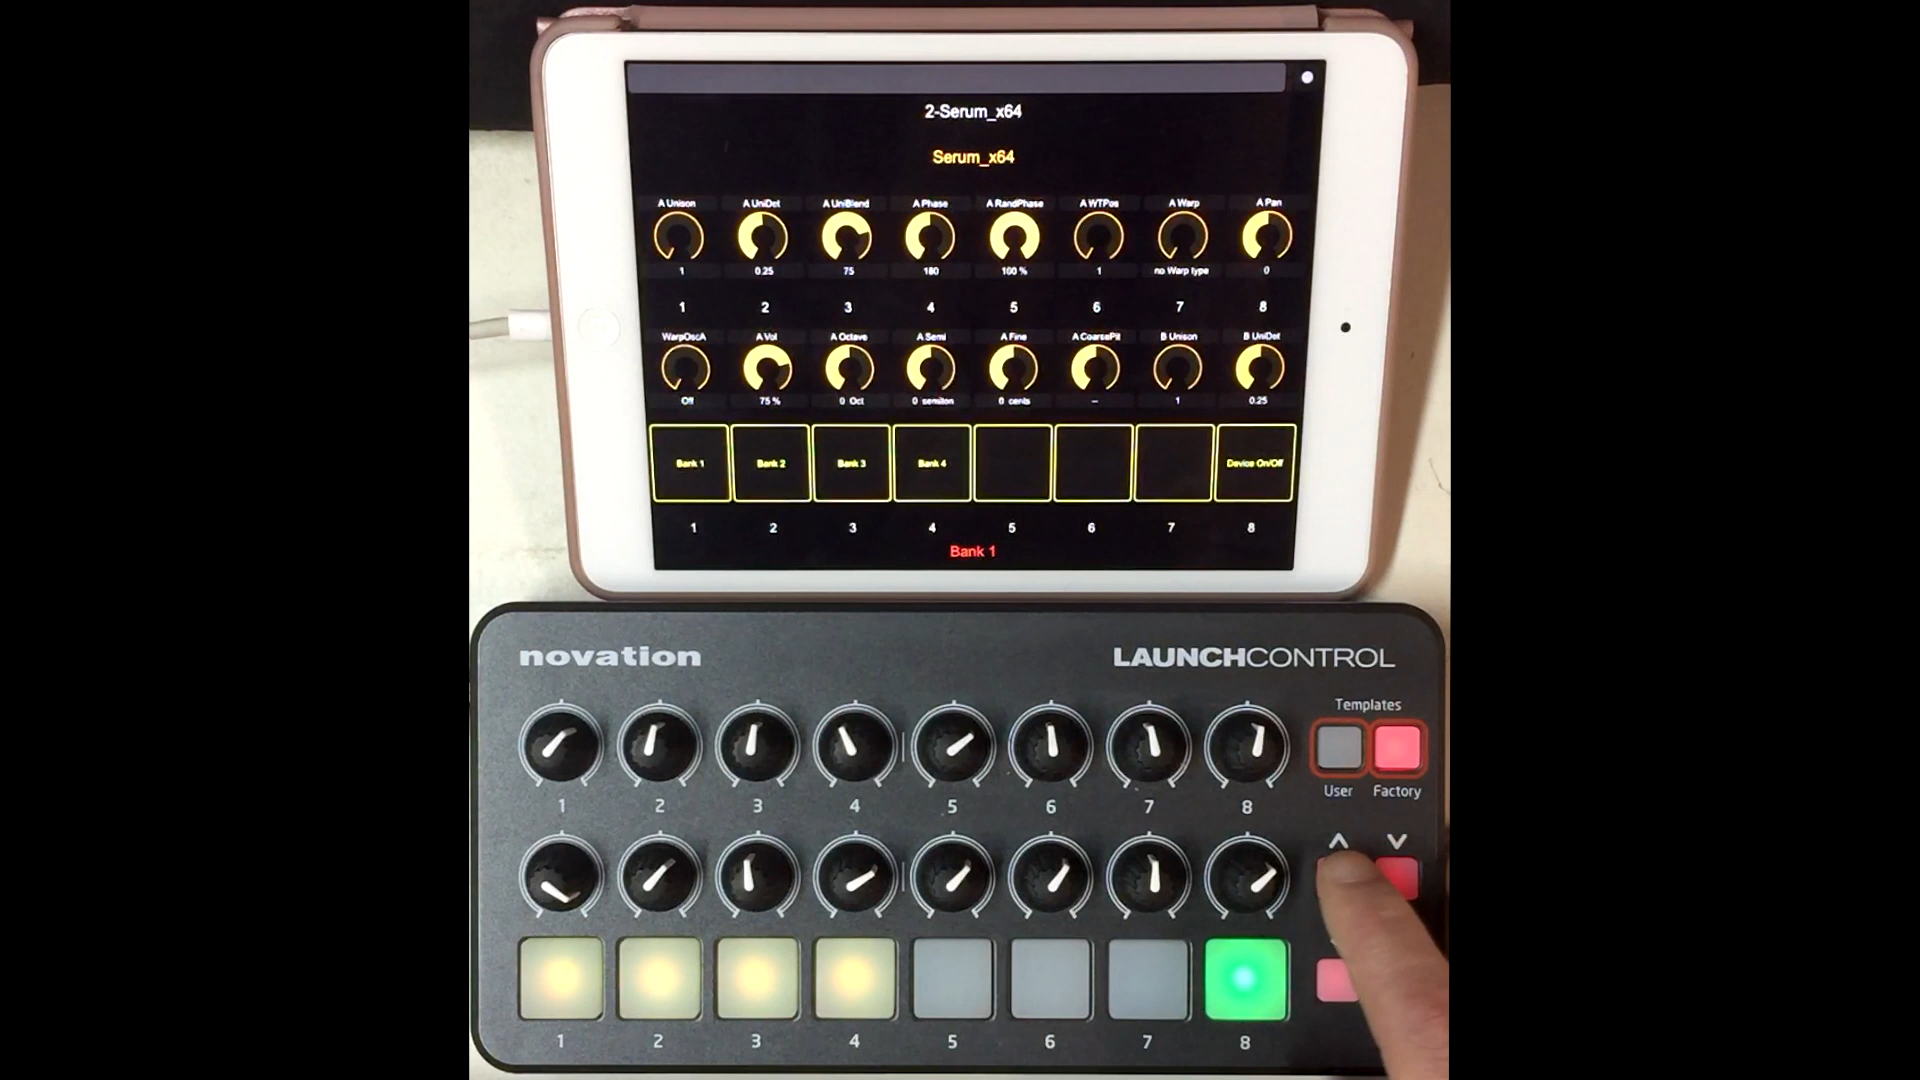 2-Serum_x64
Serum_x64
A Unison A UniDet A UniBlend A Phase A RandPhase A WTPos A Warp A Pan
1 0.25 75 180 100 % 1 no Warp type 0
1 2 3 4 5 6 7 8
WarpOscA A Vol A Octave A Semi A Fine A CoarsePit B Unison B UniDet
Off 75 % 0 Oct 0 semiton 0 cents -- 1 0.25
Bank 1 Bank 2 Bank 3 Bank 4 Device On/Off
1 2 3 4 5 6 7 8
Bank 1
novation LAUNCHCONTROL
Templates
User Factory
1 2 3 4 5 6 7 8
1 2 3 4 5 6 7 8